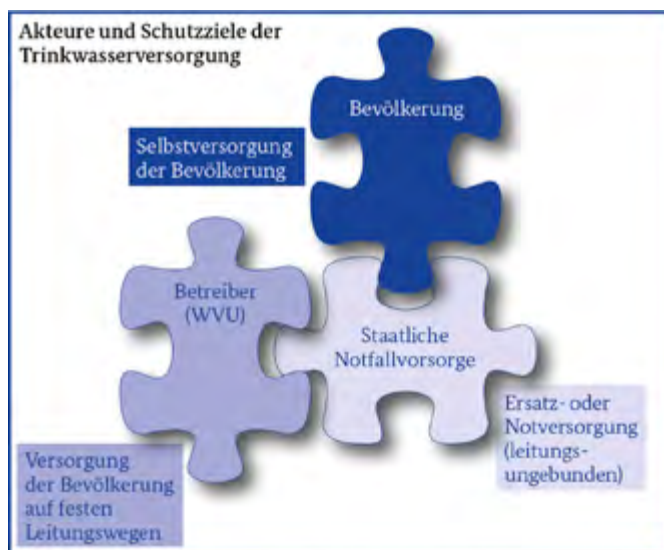 Akteure und Schutzziele der
Trinkwasserversorgung
Bevölkerung
Selbstversorgung
der Bevölkerung
Betreiber
(WVU)
Staatliche
Notfallvorsorge
Ersatz- oder
Notversorgung
(leitungs-
ungebunden)
Versorgung
der Bevölkerung
auf festen
Leitungswegen